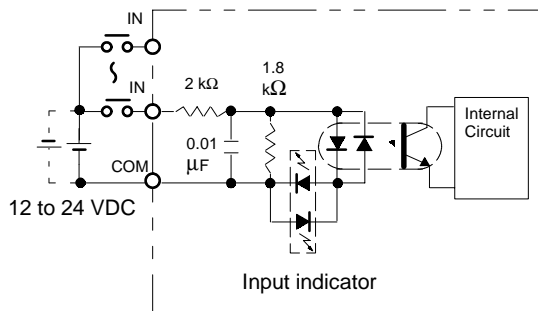 IN
IN
2 kΩ
1.8
kΩ
0.01
µF
COM
Internal
Circuit
12 to 24 VDC
Input indicator